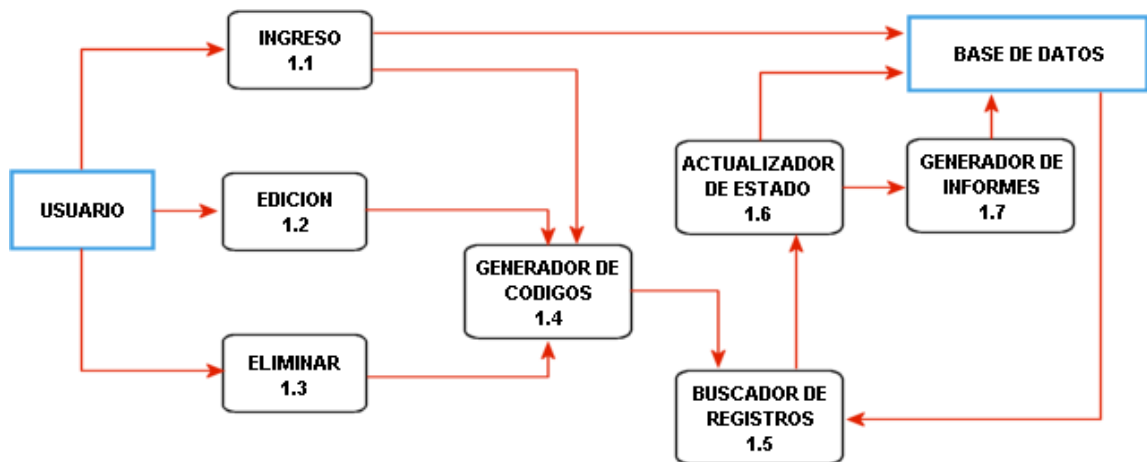 INGRESO
1.1
BASE DE DATOS
USUARIO
EDICION
1.2
ACTUALIZADOR
DE ESTADO
1.6
GENERADOR DE
INFORMES
1.7
GENERADOR DE
CODIGOS
1.4
ELIMINAR
1.3
BUSCADOR DE
REGISTROS
1.5